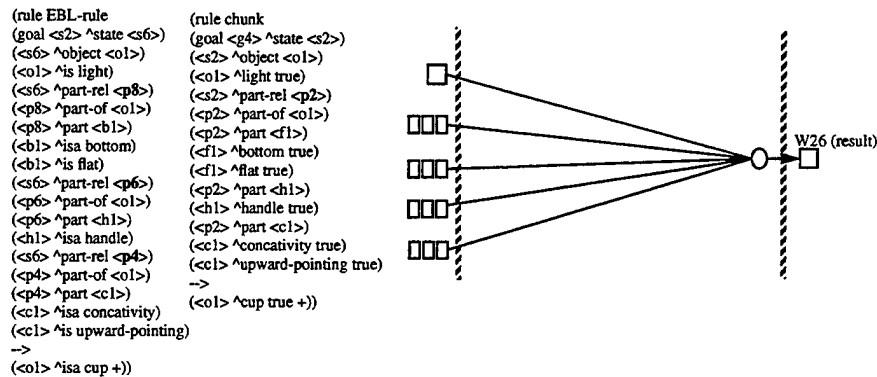 (rule EBL-rule
(goal <s2> ^state <s6>)
(<s6> ^object <o1>)
(<o1> ^is light)
(<s6> ^part-rel <p8>)
(<p8> ^part-of <o1>)
(<p8> ^part <b1>)
(<b1> ^isa bottom)
(<b1> ^is flat)
(<s6> ^part-rel <p6>)
(<p6> ^part-of <o1>)
(<p6> ^part <h1>)
(<h1> ^isa handle)
(<s6> ^part-rel <p4>)
(<p4> ^part-of <o1>)
(<p4> ^part <c1>)
(<c1> ^isa concativity)
(<c1> ^is upward-pointing)
-->
(<o1> ^isa cup +))
(rule chunk
(goal <g4> ^state <s2>)
(<s2> ^object <o1>)
(<o1> ^light true)
(<s2> ^part-rel <p2>)
(<p2> ^part-of <o1>)
(<p2> ^part <f1>)
(<f1> ^bottom true)
(<f1> ^flat true)
(<p2> ^part <h1>)
(<h1> ^handle true)
(<p2> ^part <c1>)
(<c1> ^concativity true)
(<c1> ^upward-pointing true)
-->
(<o1> ^cup true +))
W26 (result)